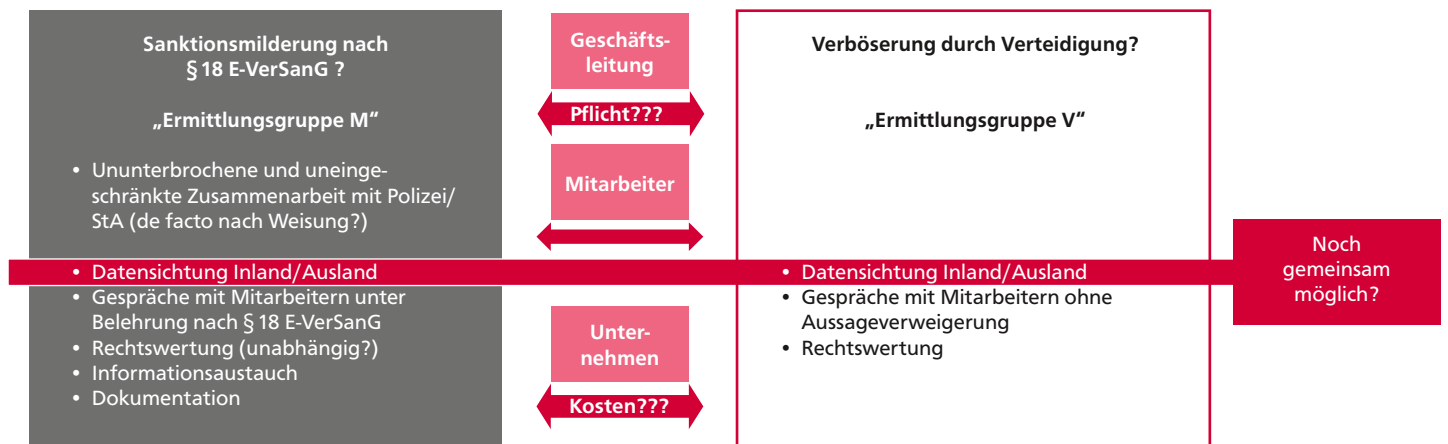 Sanktionsmilderung nach
§ 18 E-VerSanG ?
„Ermittlungsgruppe M“
• Ununterbrochene und uneinge-
schränkte Zusammenarbeit mit Polizei/
StA (de facto nach Weisung?)
• Datensichtung Inland/Ausland
• Gespräche mit Mitarbeitern unter
Belehrung nach § 18 E-VerSanG
• Rechtswertung (unabhängig?)
• Informationsaustauch
• Dokumentation
Geschäfts-
leitung
Pflicht???
Mitarbeiter
Unter-
nehmen
Kosten???
Verböserung durch Verteidigung?
„Ermittlungsgruppe V“
• Datensichtung Inland/Ausland
• Gespräche mit Mitarbeitern ohne
Aussageverweigerung
• Rechtswertung
Noch
gemeinsam
möglich?